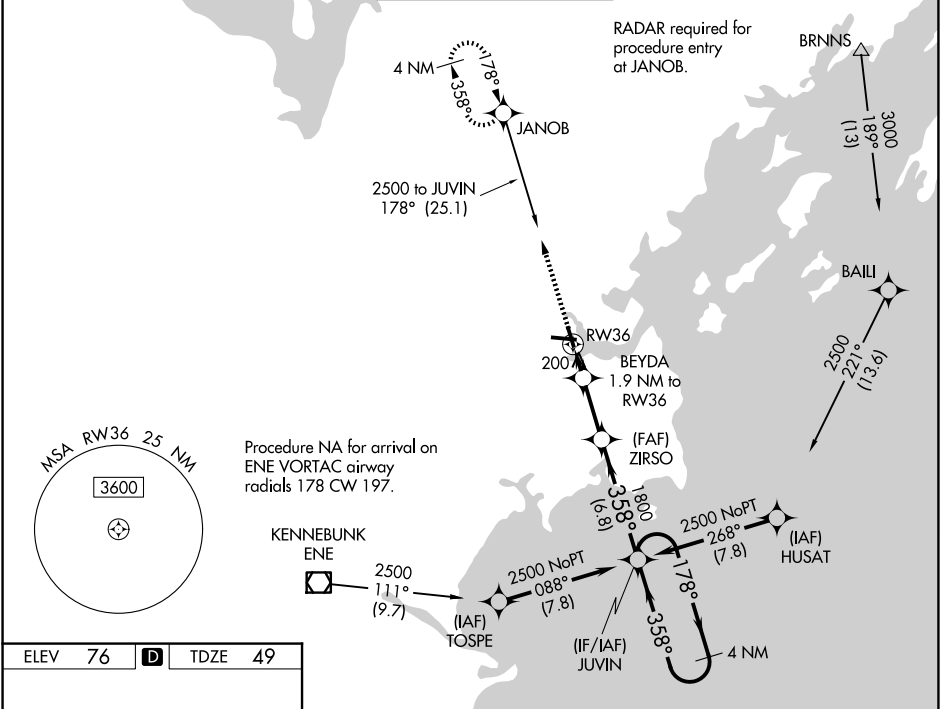 RADAR required for
procedure entry
at JANOB.
BRNNS
4 NM
178°
358°
JANOB
3000
189°
(13)
2500 to JUVIN
178° (25.1)
BAILI
2500
221°
(13.6)
RW36
200
BEYDA
1.9 NM to
RW36
(FAF)
ZIRSO
MSA RW36 25 NM
3600
Procedure NA for arrival on
ENE VORTAC airway
radials 178 CW 197.
1800
358°
(6.8)
KENNEBUNK
ENE
2500
111°
(9.7)
2500 NoPT
088°
(7.8)
2500 NoPT
268°
(7.8)
(IAF)
HUSAT
(IAF)
TOSPE
(IF/IAF)
JUVIN
178°
358°
4 NM
ELEV 76 D TDZE 49